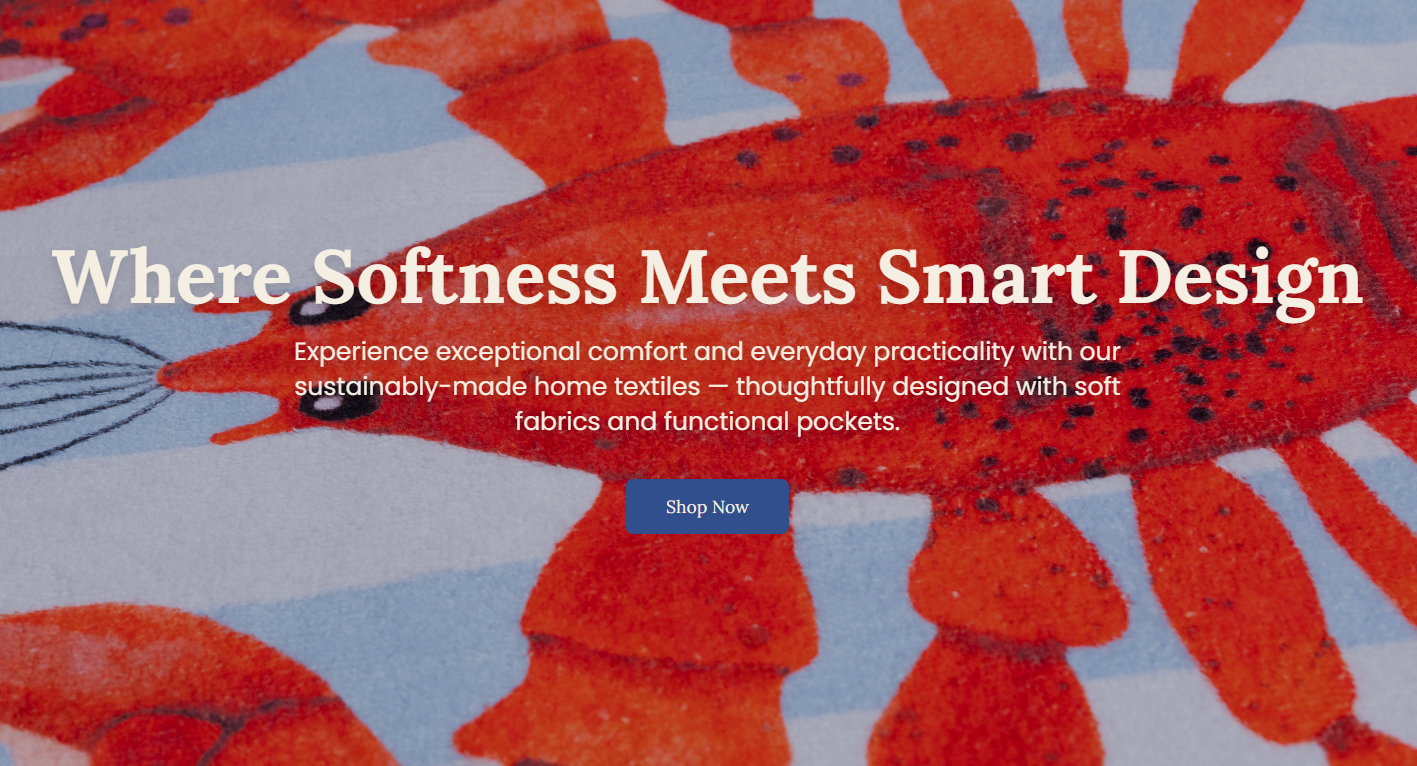 Where Softness Meets Smart Design
Experience exceptional comfort and everyday practicality with our
sustainably-made home textiles — thoughtfully designed with soft
fabrics and functional pockets.
Shop Now